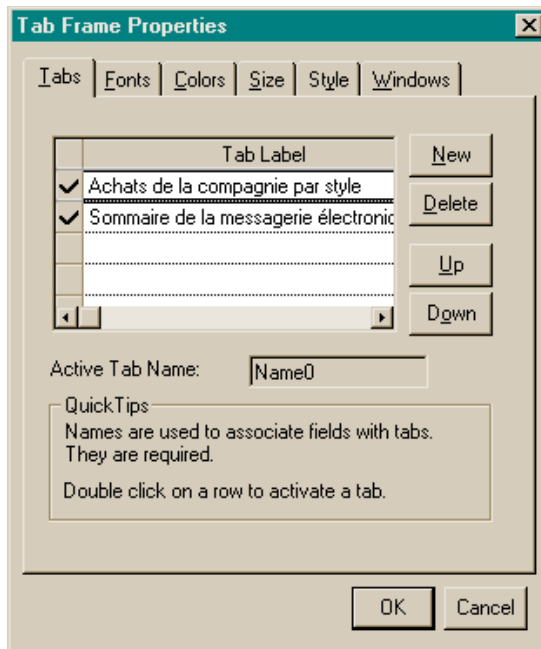 Tab Frame Properties
Tabs Fonts Colors Size Style Windows
Tab Label
Achats de la compagnie par style
Sommaire de la messagerie électronic
New
Delete
Up
Down
Active Tab Name: Name0
QuickTips
Names are used to associate fields with tabs.
They are required.
Double click on a row to activate a tab.
OK Cancel